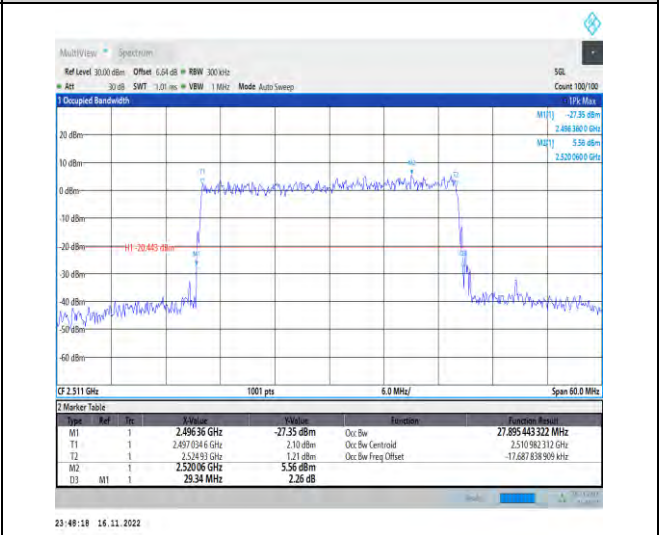 MultiView Spectrum
Ref Level 30.00 dBm Offset 6.64 dB RBW 300 kHz SGL
Att 30 dB SWT 1.01 ms VBW 1 MHz Mode Auto Sweep Count 100/100
1 Occupied Bandwidth 1Pk Max
M1[1] -27.35 dBm
2.496 360 0 GHz
M2[1] 5.56 dBm
2.520 060 0 GHz
20 dBm
10 dBm
M2
T1
T2
0 dBm
-10 dBm
-20 dBm H1 -20.443 dBm
M1
D3
-30 dBm
-40 dBm
-50 dBm
-60 dBm
CF 2.511 GHz 1001 pts 6.0 MHz/ Span 60.0 MHz
2 Marker Table
Type Ref Trc X-Value Y-Value Function Function Result
M1 1 2.496 36 GHz -27.35 dBm Occ Bw 27.895 443 322 MHz
T1 1 2.497 034 6 GHz 2.10 dBm Occ Bw Centroid 2.510 982 312 GHz
T2 1 2.524 93 GHz 1.21 dBm Occ Bw Freq Offset -17.687 838 909 kHz
M2 1 2.520 06 GHz 5.56 dBm
D3 M1 1 29.34 MHz 2.26 dB
23:48:18 16.11.2022